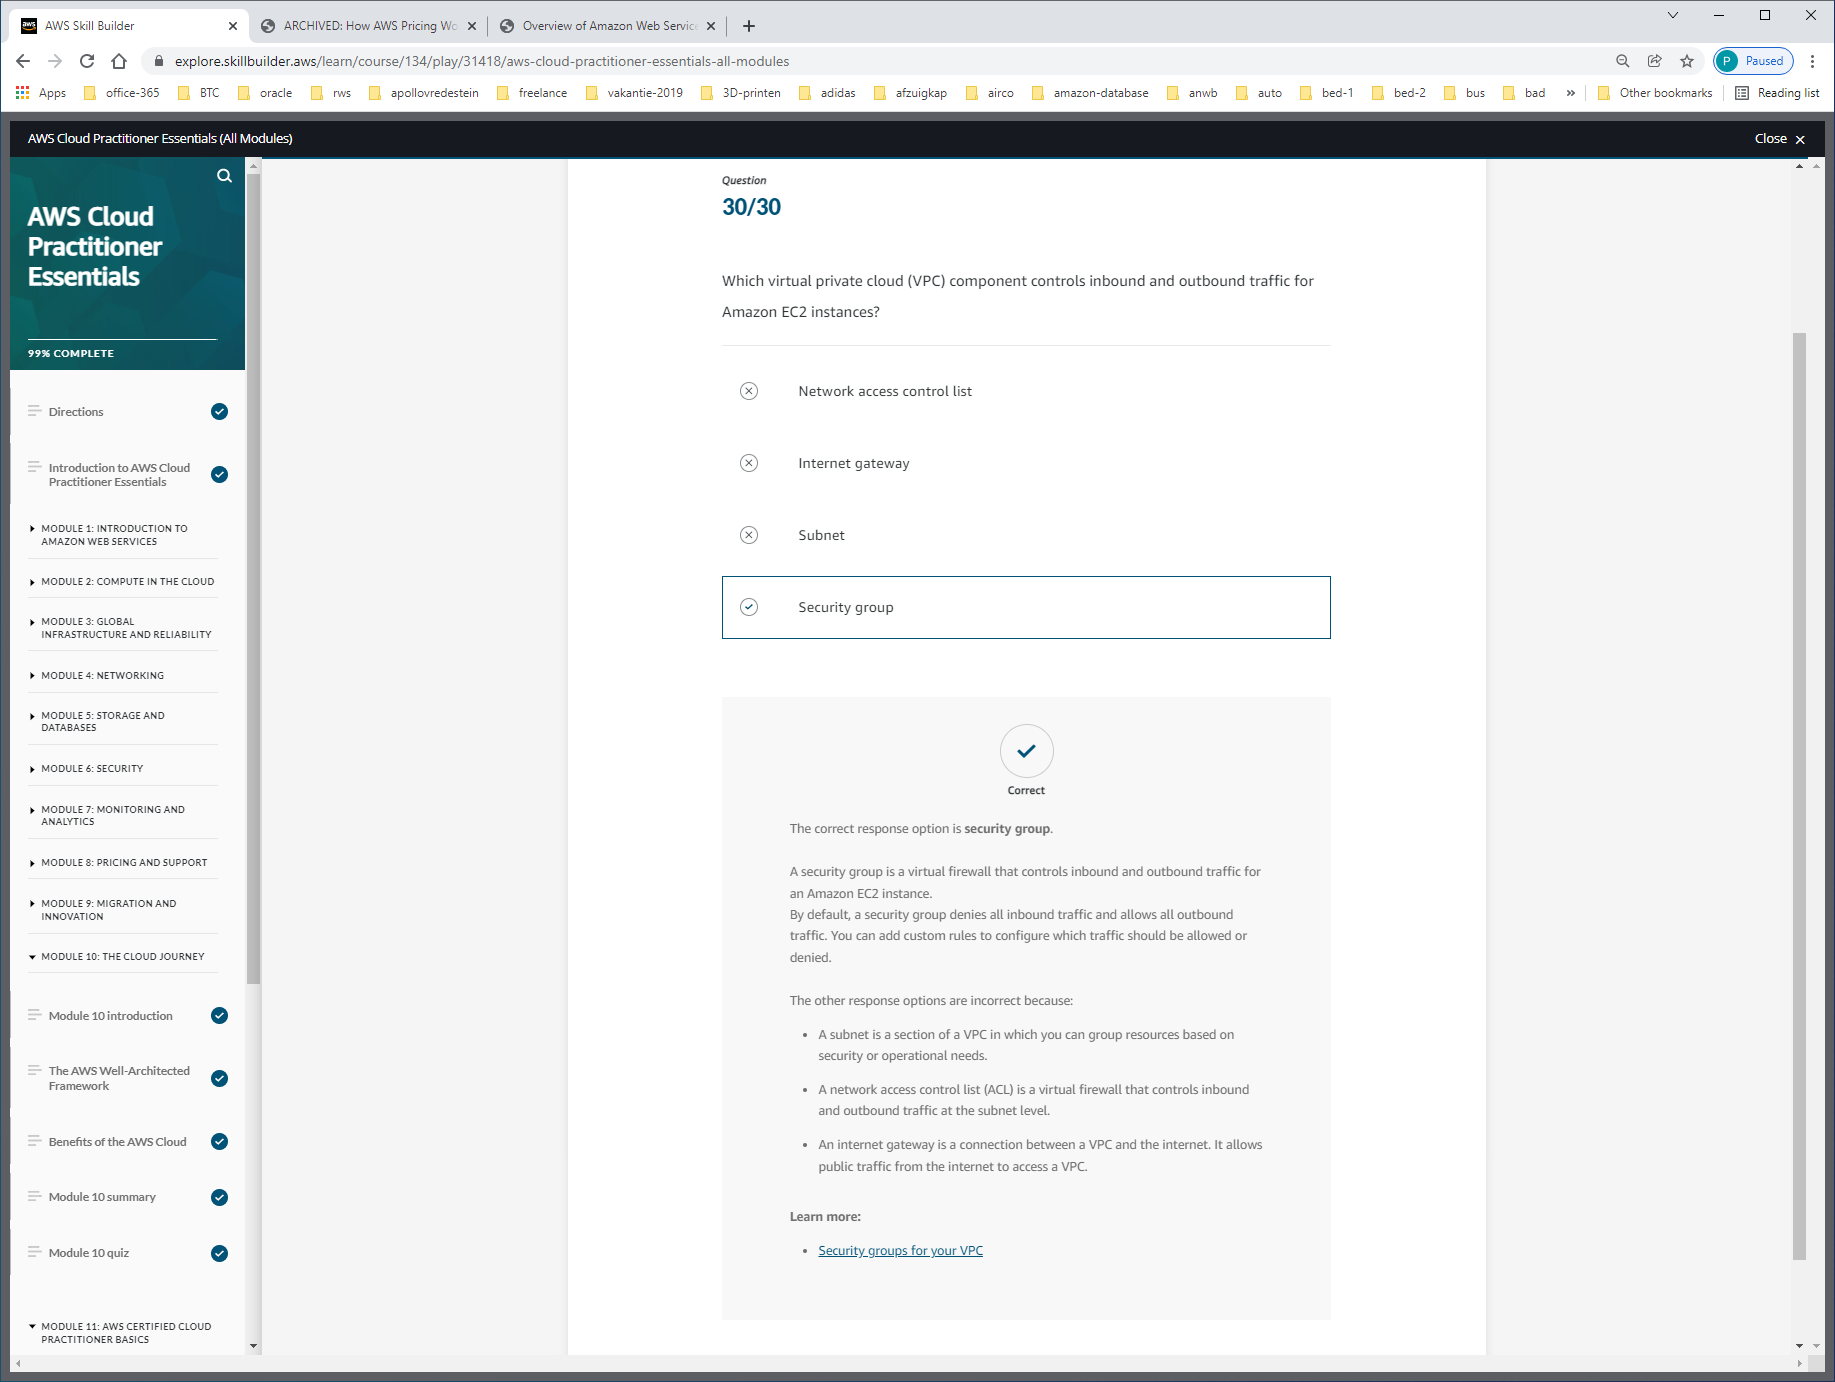 AWS Skill Builder
ARCHIVED: How AWS Pricing Wo
Overview of Amazon Web Service
explore.skillbuilder.aws/learn/course/134/play/31418/aws-cloud-practitioner-essentials-all-modules
P Paused
Apps office-365 BTC oracle rws apollovredestein freelance vakantie-2019 3D-printen adidas afzuigkap airco amazon-database anwb auto bed-1 bed-2 bus bad » Other bookmarks Reading list
AWS Cloud Practitioner Essentials (All Modules)
Close
AWS Cloud
Practitioner
Essentials
99% COMPLETE
Directions
Introduction to AWS Cloud
Practitioner Essentials
MODULE 1: INTRODUCTION TO
AMAZON WEB SERVICES
MODULE 2: COMPUTE IN THE CLOUD
MODULE 3: GLOBAL
INFRASTRUCTURE AND RELIABILITY
MODULE 4: NETWORKING
MODULE 5: STORAGE AND
DATABASES
MODULE 6: SECURITY
MODULE 7: MONITORING AND
ANALYTICS
MODULE 8: PRICING AND SUPPORT
MODULE 9: MIGRATION AND
INNOVATION
MODULE 10: THE CLOUD JOURNEY
Module 10 introduction
The AWS Well-Architected
Framework
Benefits of the AWS Cloud
Module 10 summary
Module 10 quiz
MODULE 11: AWS CERTIFIED CLOUD
PRACTITIONER BASICS
Question
30/30
Which virtual private cloud (VPC) component controls inbound and outbound traffic for
Amazon EC2 instances?
Network access control list
Internet gateway
Subnet
Security group
Correct
The correct response option is security group.
A security group is a virtual firewall that controls inbound and outbound traffic for
an Amazon EC2 instance.
By default, a security group denies all inbound traffic and allows all outbound
traffic. You can add custom rules to configure which traffic should be allowed or
denied.
The other response options are incorrect because:
• A subnet is a section of a VPC in which you can group resources based on
security or operational needs.
• A network access control list (ACL) is a virtual firewall that controls inbound
and outbound traffic at the subnet level.
• An internet gateway is a connection between a VPC and the internet. It allows
public traffic from the internet to access a VPC.
Learn more:
• Security groups for your VPC